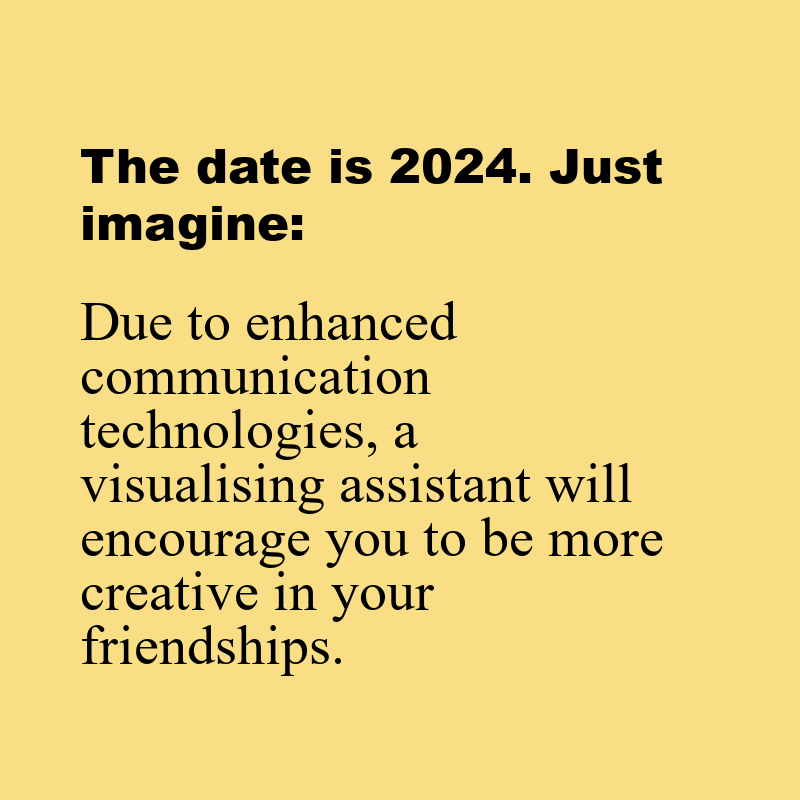 The date is 2024. Just
imagine:
Due to enhanced
communication
technologies, a
visualising assistant will
encourage you to be more
creative in your
friendships.